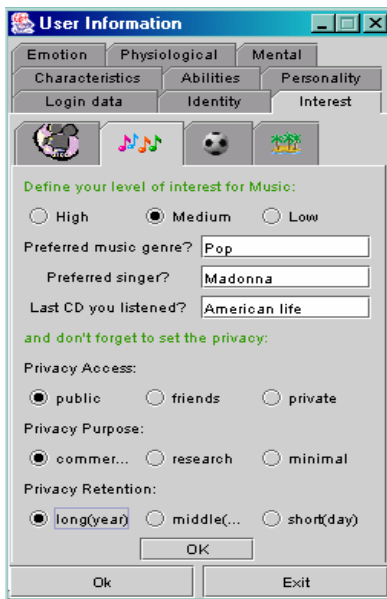 User Information
Emotion Physiological Mental
Characteristics Abilities Personality
Login data Identity Interest
Define your level of interest for Music:
High Medium Low
Preferred music genre? Pop
Preferred singer? Madonna
Last CD you listened? American life
and don't forget to set the privacy:
Privacy Access:
public friends private
Privacy Purpose:
commer... research minimal
Privacy Retention:
long(year) middle(... short(day)
OK
Ok Exit